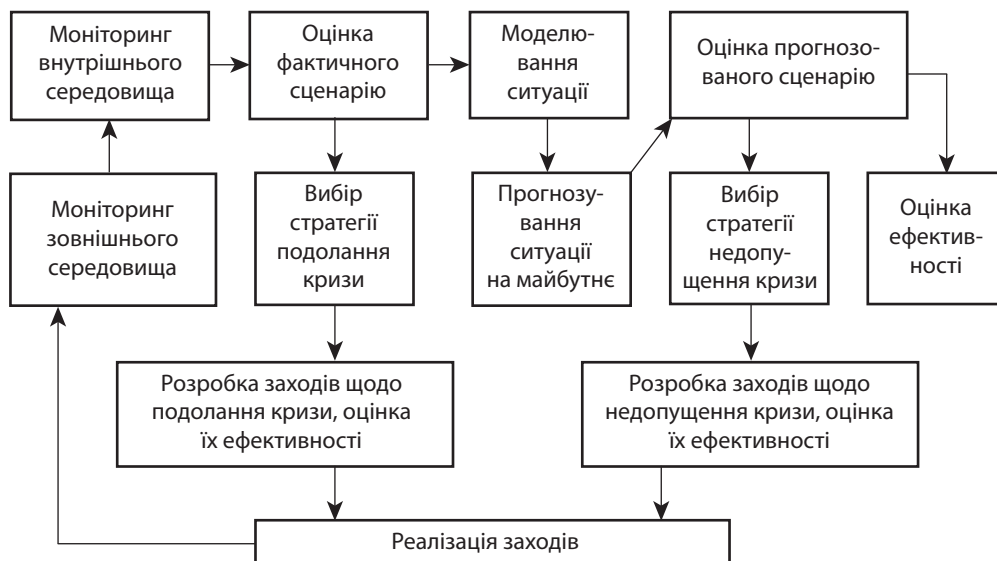 Моніторинг
внутрішнього
середовища
Оцінка
фактичного
сценарію
Моделю-
вання
ситуації
Оцінка прогнозо-
ваного сценарію
Моніторинг
зовнішнього
середовища
Вибір
стратегії
подолання
кризи
Прогнозу-
вання
ситуації
на майбутнє
Вибір
стратегії
недопу-
щення кризи
Оцінка
ефектив-
ності
Розробка заходів щодо
подолання кризи, оцінка
їх ефективності
Розробка заходів щодо
недопущення кризи, оцінка
їх ефективності
Реалізація заходів